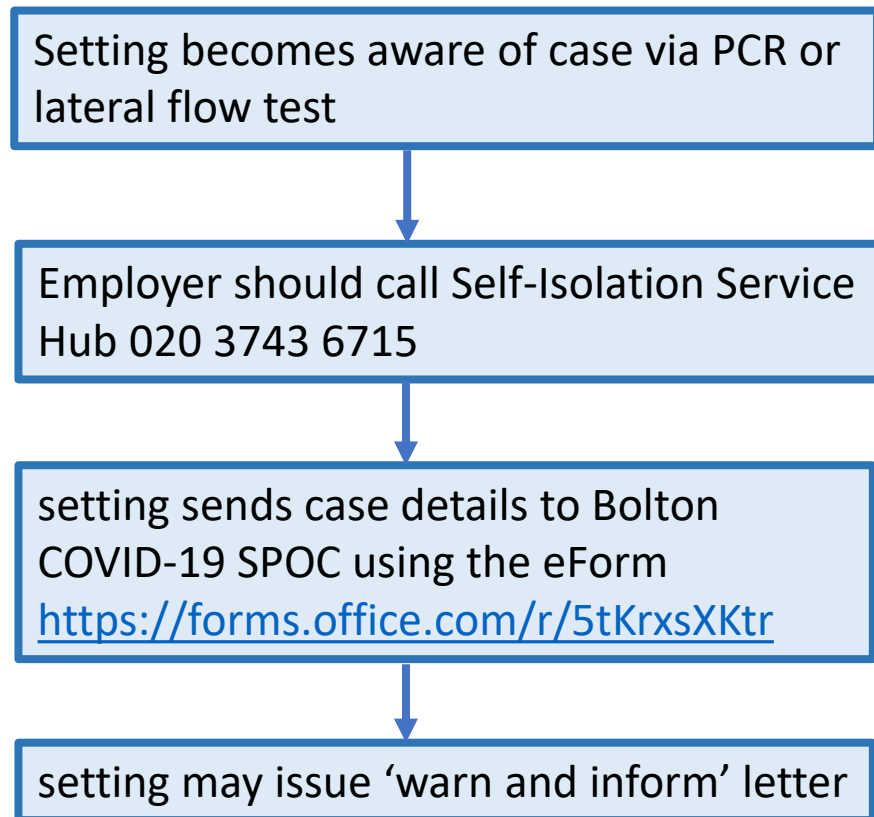 Setting becomes aware of case via PCR or
lateral flow test
Employer should call Self-Isolation Service
Hub 020 3743 6715
setting sends case details to Bolton
COVID-19 SPOC using the eForm
https://forms.office.com/r/5tKrxsXKtr
setting may issue ‘warn and inform’ letter